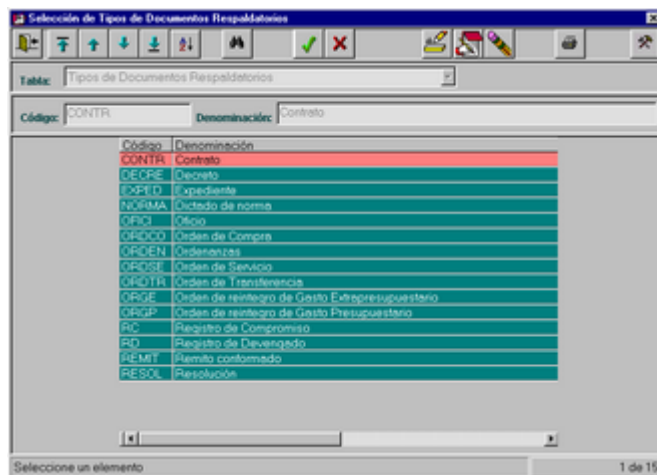 Selección de Tipos de Documentos Respaldatorios
Tabla: Tipos de Documentos Respaldatorios
Código: CONTR Denominación: Contrato
Código Denominación
CONTR Contrato
DECRE Decreto
EXPED Expediente
NORMA Dictado de norma
OFICI Oficio
ORDCO Orden de Compra
ORDEN Ordenanzas
ORDSE Orden de Servicio
ORDTR Orden de Transferencia
ORGE Orden de reintegro de Gasto Extrapresupuestario
ORGP Orden de reintegro de Gasto Presupuestario
RC Registro de Compromiso
RD Registro de Devengado
REMIT Remito conformado
RESOL Resolución
Seleccione un elemento 1 de 15